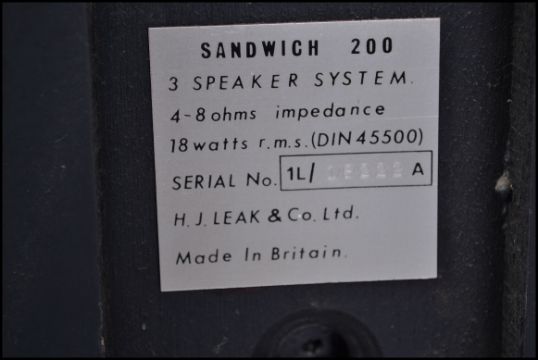 SANDWICH 200
3 SPEAKER SYSTEM.
4-8 ohms impedance
18 watts r.m.s. (DIN 45500)
SERIAL No. 1L/ A
H. J. LEAK & Co. Ltd.
Made In Britain.